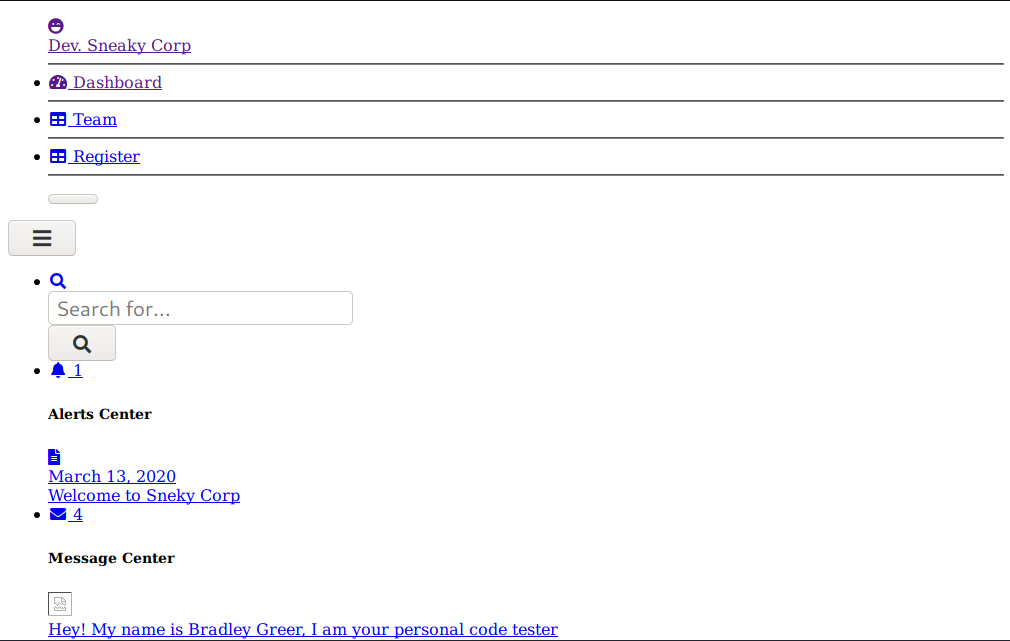 Dev. Sneaky Corp
Dashboard
Team
Register
Search for...
1
Alerts Center
March 13, 2020
Welcome to Sneky Corp
4
Message Center
Hey! My name is Bradley Greer, I am your personal code tester